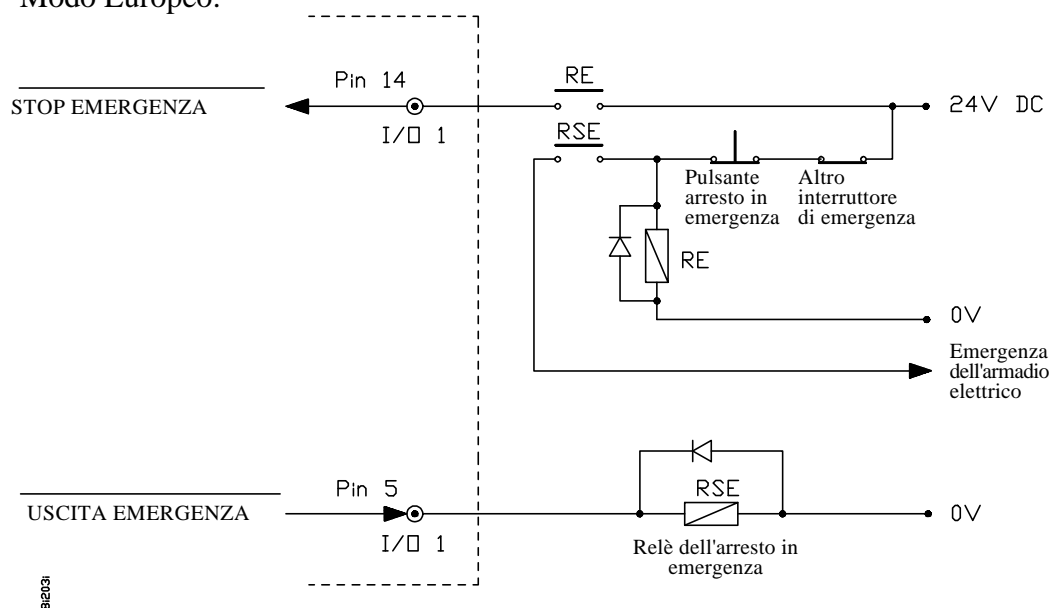 Modo Europeo:
Pin 14
RE
STOP EMERGENZA
24V DC
I/O 1
RSE
Pulsante
arresto in
emergenza
Altro
interruttore
di emergenza
RE
0V
Emergenza
dell'armadio
elettrico
Pin 5
RSE
USCITA EMERGENZA
0V
I/O 1
Relè dell'arresto in
emergenza